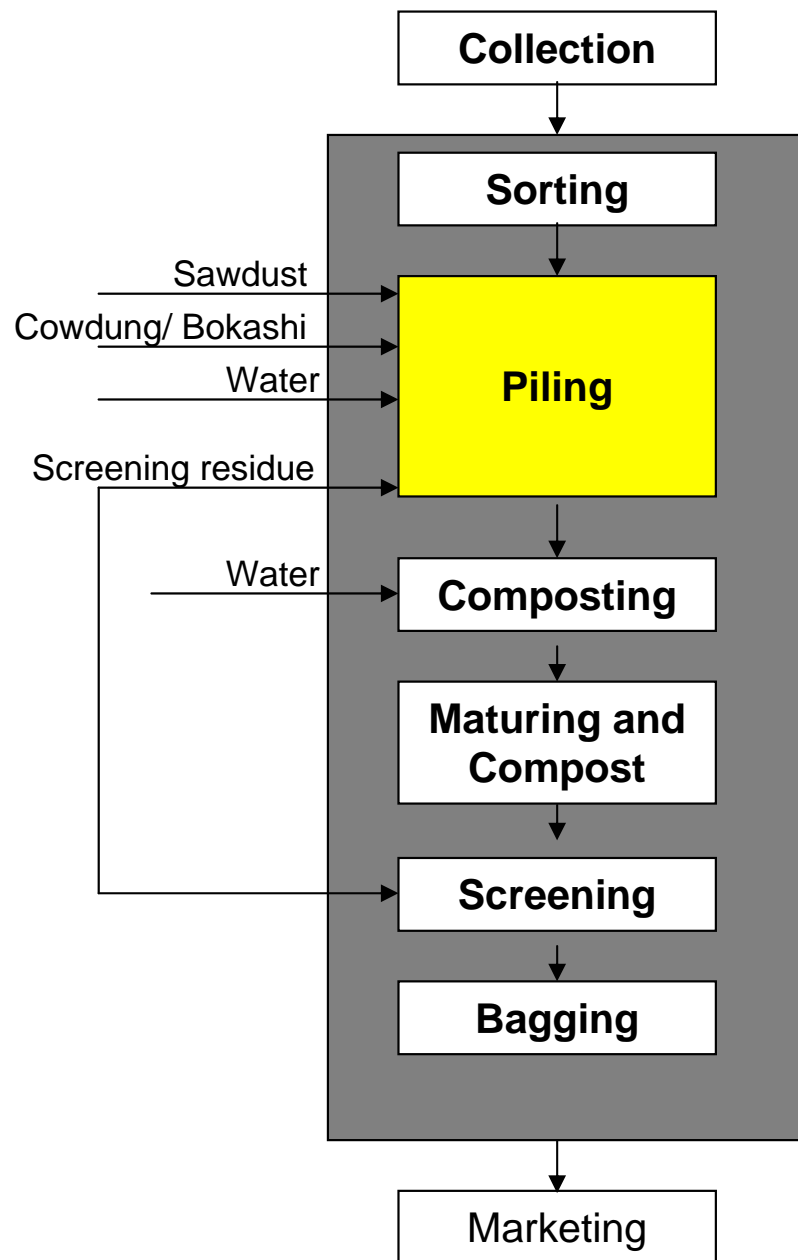 Collection
Sorting
Sawdust
Cowdung/ Bokashi
Water
Piling
Screening residue
Water
Composting
Maturing and
Compost
Screening
Bagging
Marketing